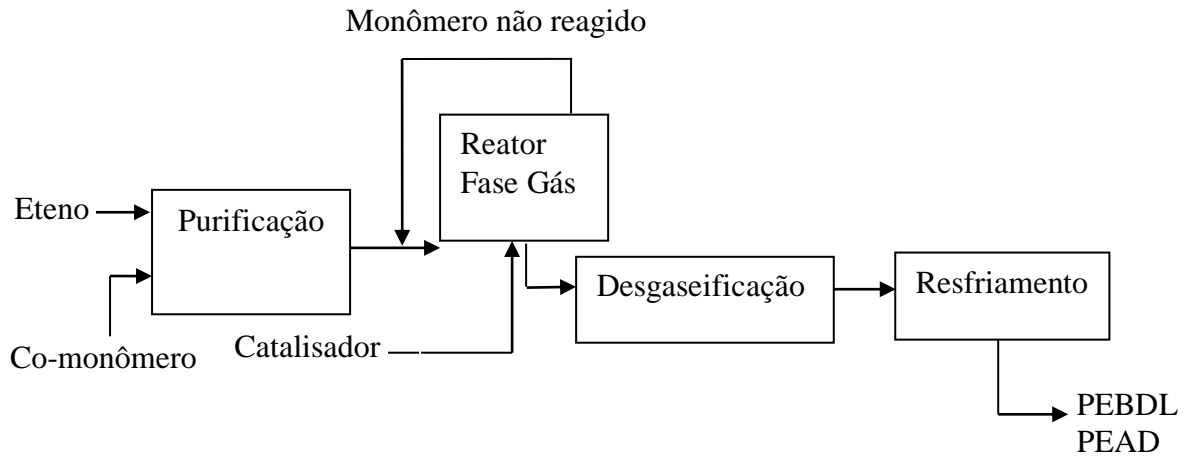 Monômero não reagido
Reator
Fase Gás
Eteno
Purificação
Desgaseificação
Resfriamento
Co-monômero
Catalisador
PEBDL
PEAD